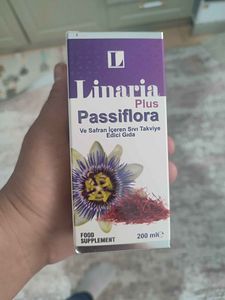 L
Linaria
Plus
Passiflora
Ve Safran İçeren Sıvı Takviye
Edici Gıda
FOOD
SUPPLEMENT
200 ml e